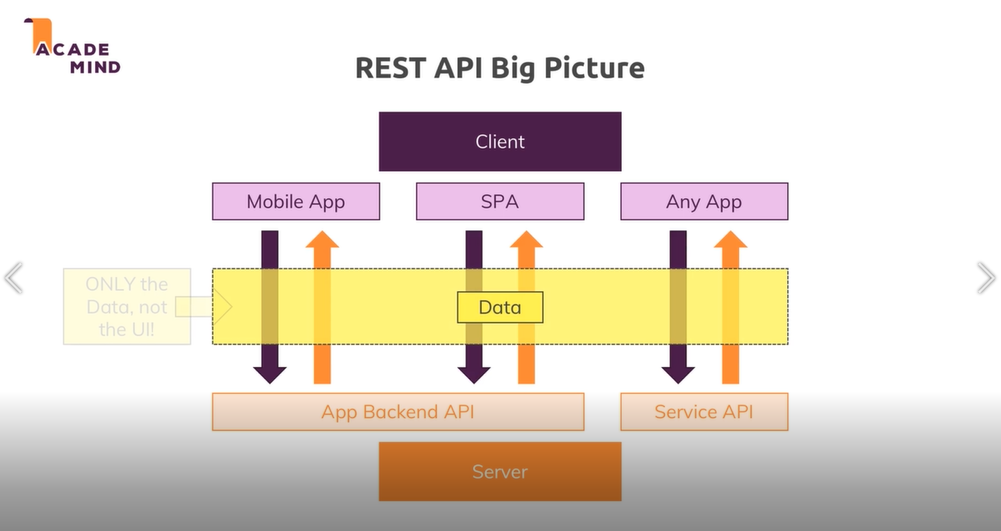 ACADE
MIND
REST API Big Picture
Client
Mobile App
SPA
Any App
ONLY the
Data, not
the UI!
Data
App Backend API
Service API
Server